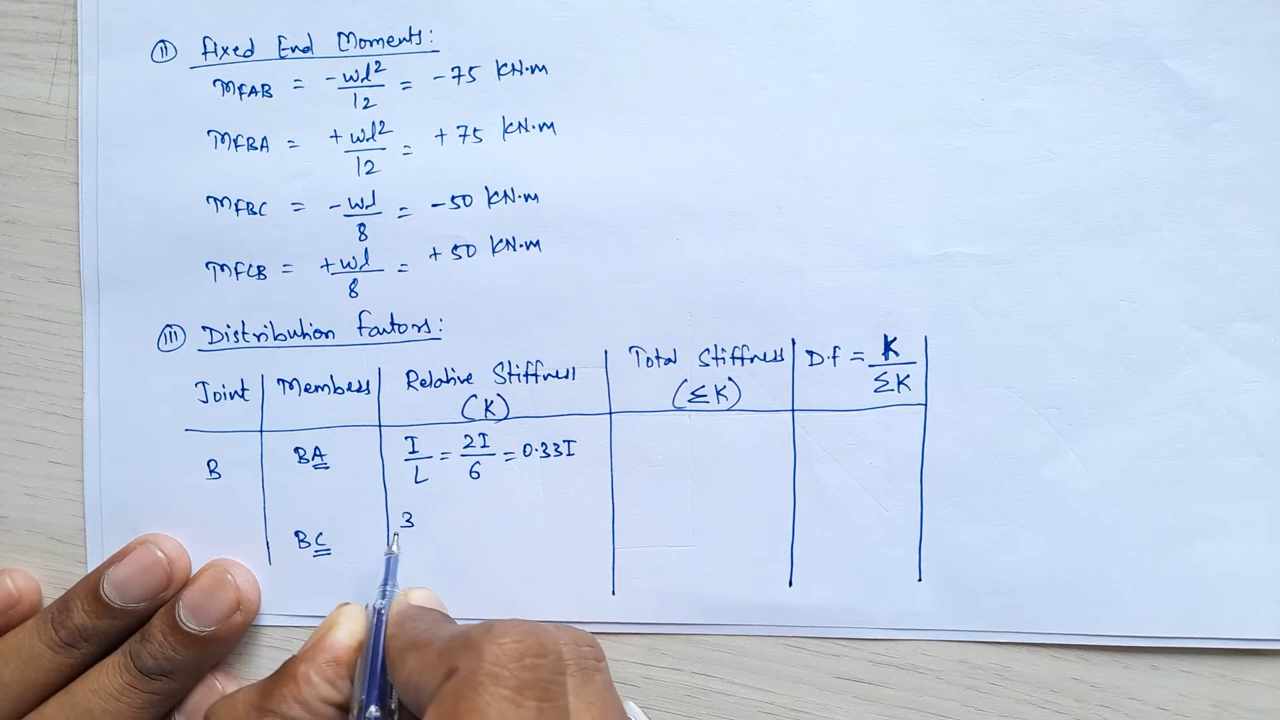 (II) Fixed End Moments:
MFAB = -wl²/12 = -75 KN.m
MFBA = +wl²/12 = +75 KN.m
MFBC = -wl/8 = -50 KN.m
MFCB = +wl/8 = +50 KN.m
(III) Distribution factors:
Joint | Members | Relative Stiffness (K) | Total Stiffness (ΣK) | D.f = K/ΣK
B | BA | I/L = 2I/6 = 0.33I
BC | 3